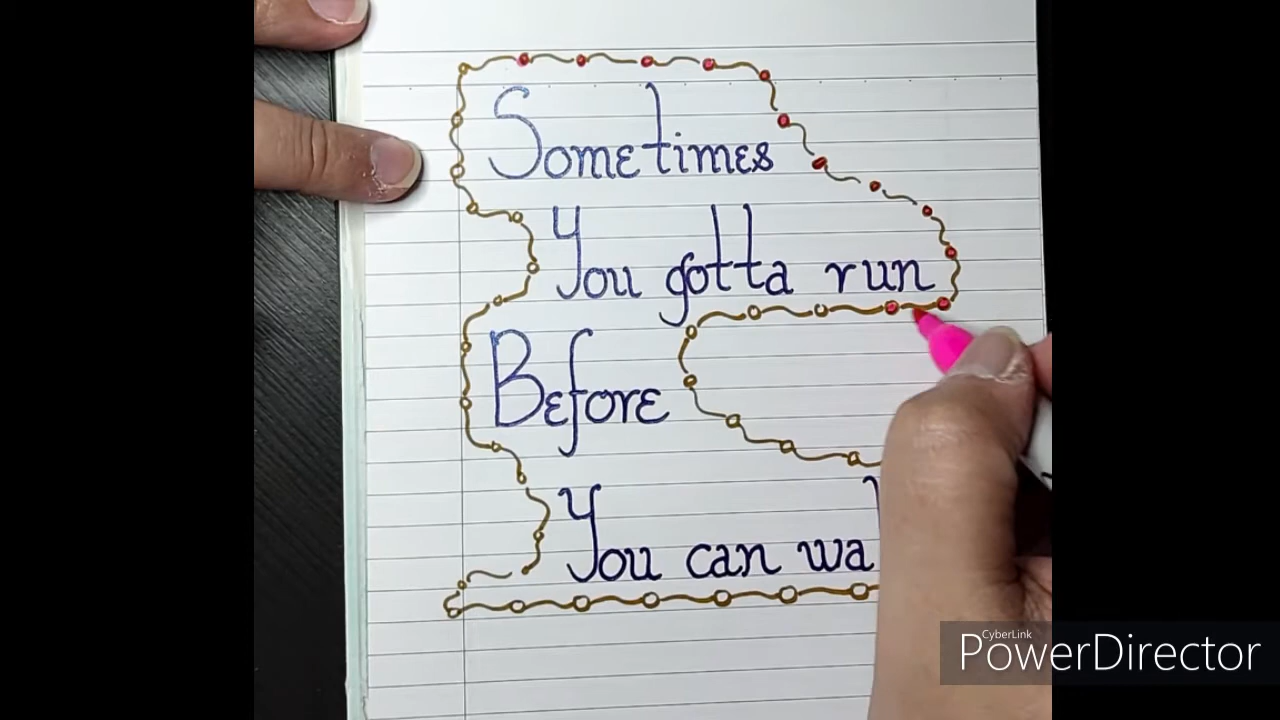 Sometimes
You gotta run
Before
You can wa
CyberLink
PowerDirector